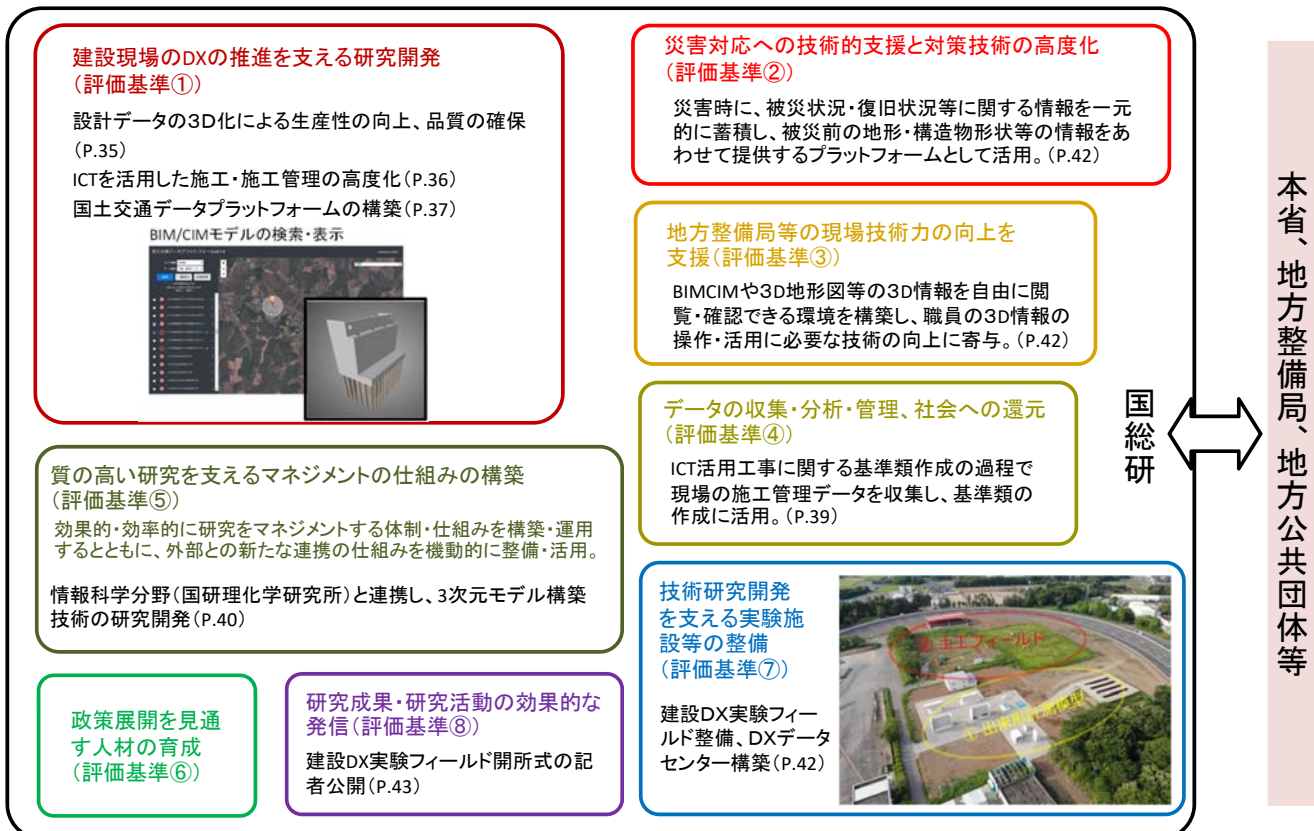 建設現場のDXの推進を支える研究開発
(評価基準①)
設計データの3D化による生産性の向上、品質の確保
(P.35)
ICTを活用した施工・施工管理の高度化(P.36)
国土交通データプラットフォームの構築(P.37)
BIM/CIMモデルの検索・表示
災害対応への技術的支援と対策技術の高度化
(評価基準②)
災害時に、被災状況・復旧状況等に関する情報を一元
的に蓄積し、被災前の地形・構造物形状等の情報をあ
わせて提供するプラットフォームとして活用。(P.42)
地方整備局等の現場技術力の向上を
支援(評価基準③)
BIMCIMや3D地形図等の3D情報を自由に閲
覧・確認できる環境を構築し、職員の3D情報の
操作・活用に必要な技術の向上に寄与。(P.42)
データの収集・分析・管理、社会への還元
(評価基準④)
ICT活用工事に関する基準類作成の過程で
現場の施工管理データを収集し、基準類の
作成に活用。(P.39)
質の高い研究を支えるマネジメントの仕組みの構築
(評価基準⑤)
効果的・効率的に研究をマネジメントする体制・仕組みを構築・運用
するとともに、外部との新たな連携の仕組みを機動的に整備・活用。
情報科学分野(国研理化学研究所)と連携し、3次元モデル構築
技術の研究開発(P.40)
政策展開を見通
す人材の育成
(評価基準⑥)
研究成果・研究活動の効果的な
発信(評価基準⑧)
建設DX実験フィールド開所式の記
者公開(P.43)
技術研究開発
を支える実験施
設等の整備
(評価基準⑦)
建設DX実験フィー
ルド整備、DXデータ
センター構築(P.42)
土工フィールド
① 出来形計測模型
国総研
本省、地方整備局、地方公共団体等